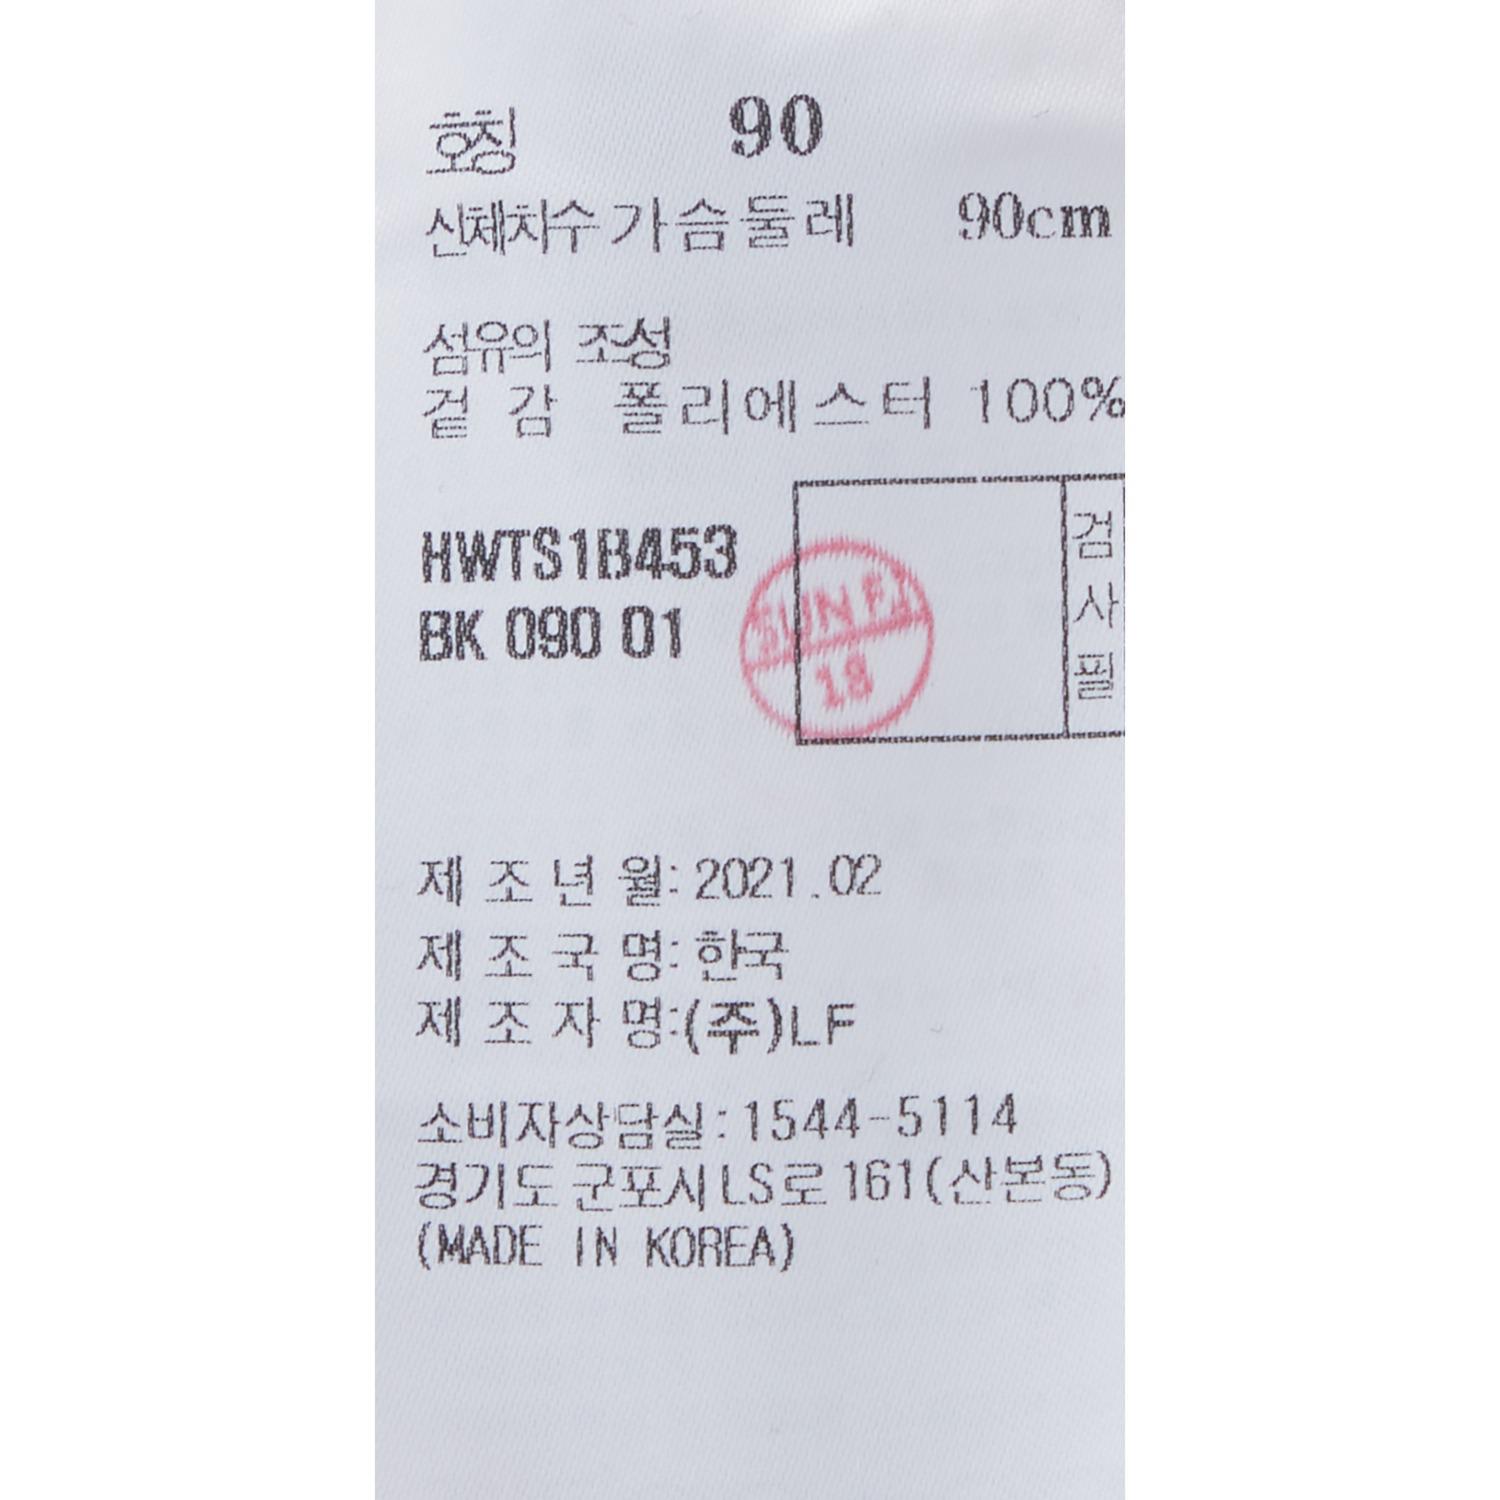 호칭 90
신체치수 가슴둘레 90cm
섬유의 조성
겉 감 폴리에스터 100%
HWTS1B453
BK 090 01
검
사
필
SUN F.I
18
제 조 년 월: 2021.02
제 조 국 명: 한국
제 조 자 명:(주)LF
소비자상담실: 1544-5114
경기도 군포시 LS로 161(산본동)
(MADE IN KOREA)